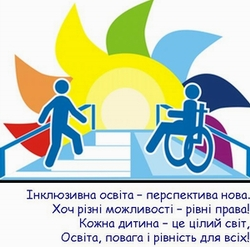 Інклюзивна освіта – перспектива нова.
Хоч різні можливості – рівні права!
Кожна дитина – це цілий світ,
Освіта, повага і рівність для всіх!